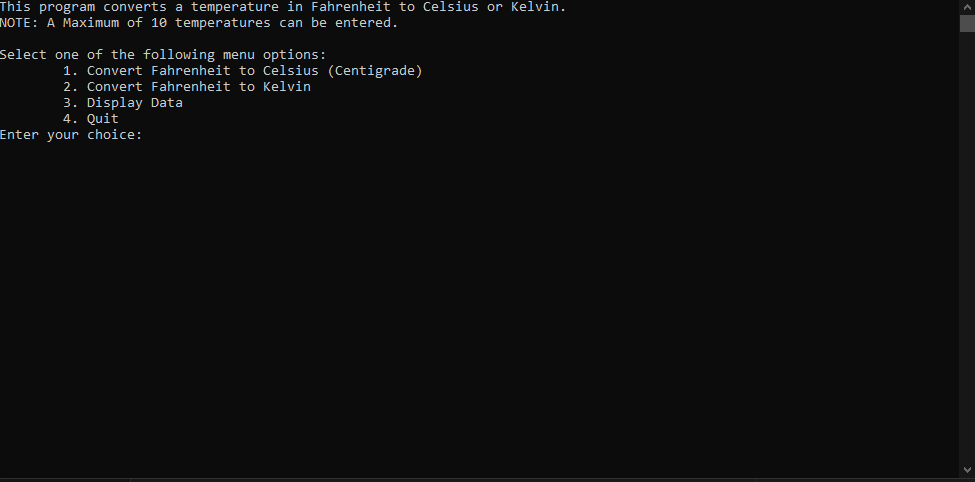 This program converts a temperature in Fahrenheit to Celsius or Kelvin.
NOTE: A Maximum of 10 temperatures can be entered.
Select one of the following menu options:
1. Convert Fahrenheit to Celsius (Centigrade)
2. Convert Fahrenheit to Kelvin
3. Display Data
4. Quit
Enter your choice: